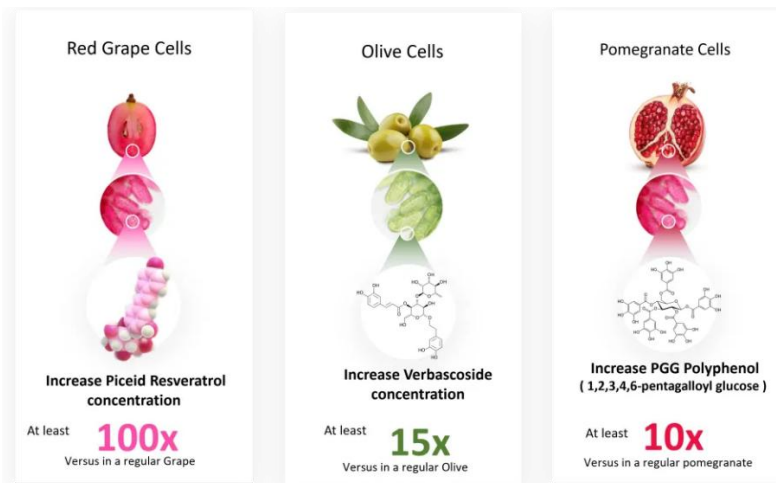 Red Grape Cells
Increase Piceid Resveratrol
concentration
At least
100x
Versus in a regular Grape
Olive Cells
Increase Verbascoside
concentration
At least
15x
Versus in a regular Olive
Pomegranate Cells
Increase PGG Polyphenol
( 1,2,3,4,6-pentagalloyl glucose )
At least
10x
Versus in a regular pomegranate